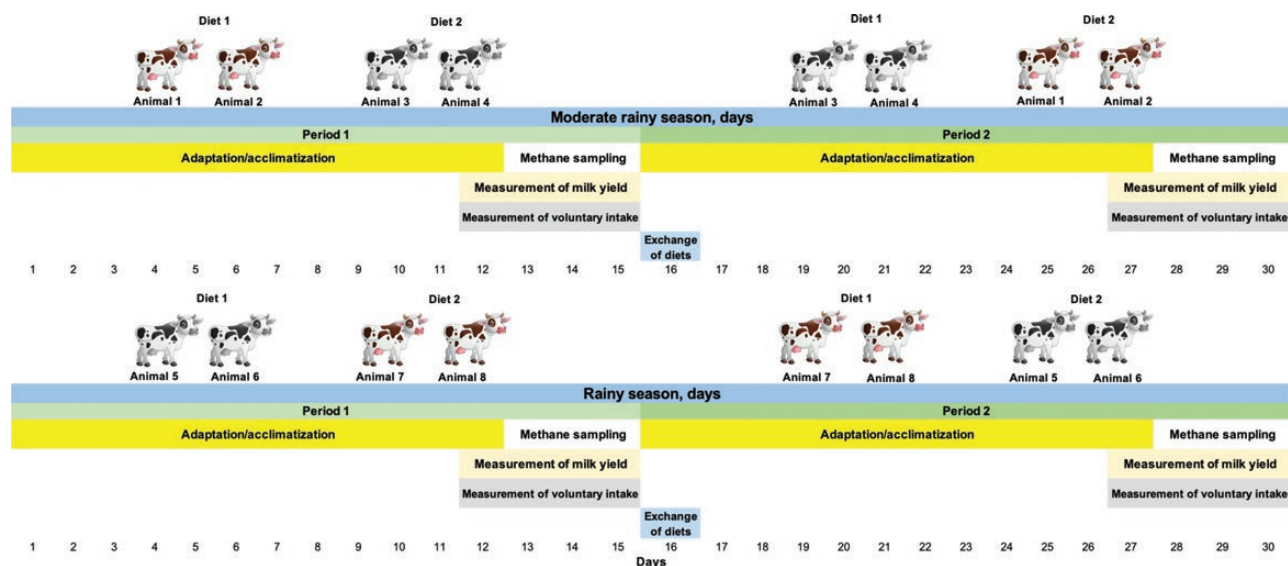 Diet 1 Diet 2 Diet 1 Diet 2
Animal 1 Animal 2 Animal 3 Animal 4 Animal 3 Animal 4 Animal 1 Animal 2
Moderate rainy season, days
Period 1 Period 2
Adaptation/acclimatization Methane sampling Adaptation/acclimatization Methane sampling
Measurement of milk yield Measurement of milk yield
Measurement of voluntary intake Measurement of voluntary intake
Exchange
of diets
1 2 3 4 5 6 7 8 9 10 11 12 13 14 15 16 17 18 19 20 21 22 23 24 25 26 27 28 29 30
Diet 1 Diet 2 Diet 1 Diet 2
Animal 5 Animal 6 Animal 7 Animal 8 Animal 7 Animal 8 Animal 5 Animal 6
Rainy season, days
Period 1 Period 2
Adaptation/acclimatization Methane sampling Adaptation/acclimatization Methane sampling
Measurement of milk yield Measurement of milk yield
Measurement of voluntary intake Measurement of voluntary intake
Exchange
of diets
1 2 3 4 5 6 7 8 9 10 11 12 13 14 15 16 17 18 19 20 21 22 23 24 25 26 27 28 29 30
Days